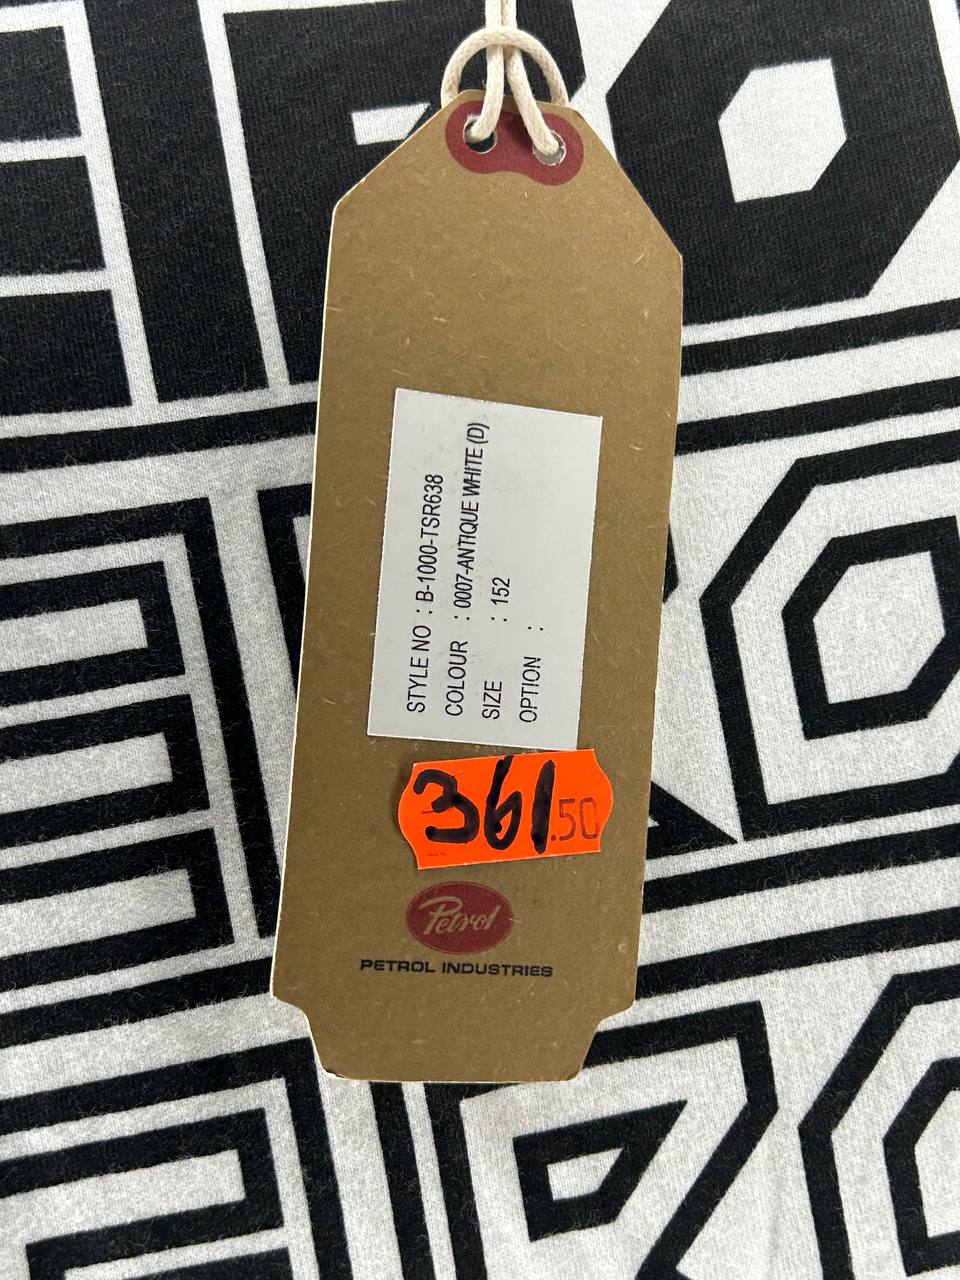 STYLE NO : B-1000-TSR638
COLOUR : 0007-ANTIQUE WHITE (D)
SIZE : 152
OPTION :
361.50
Petrol
PETROL INDUSTRIES